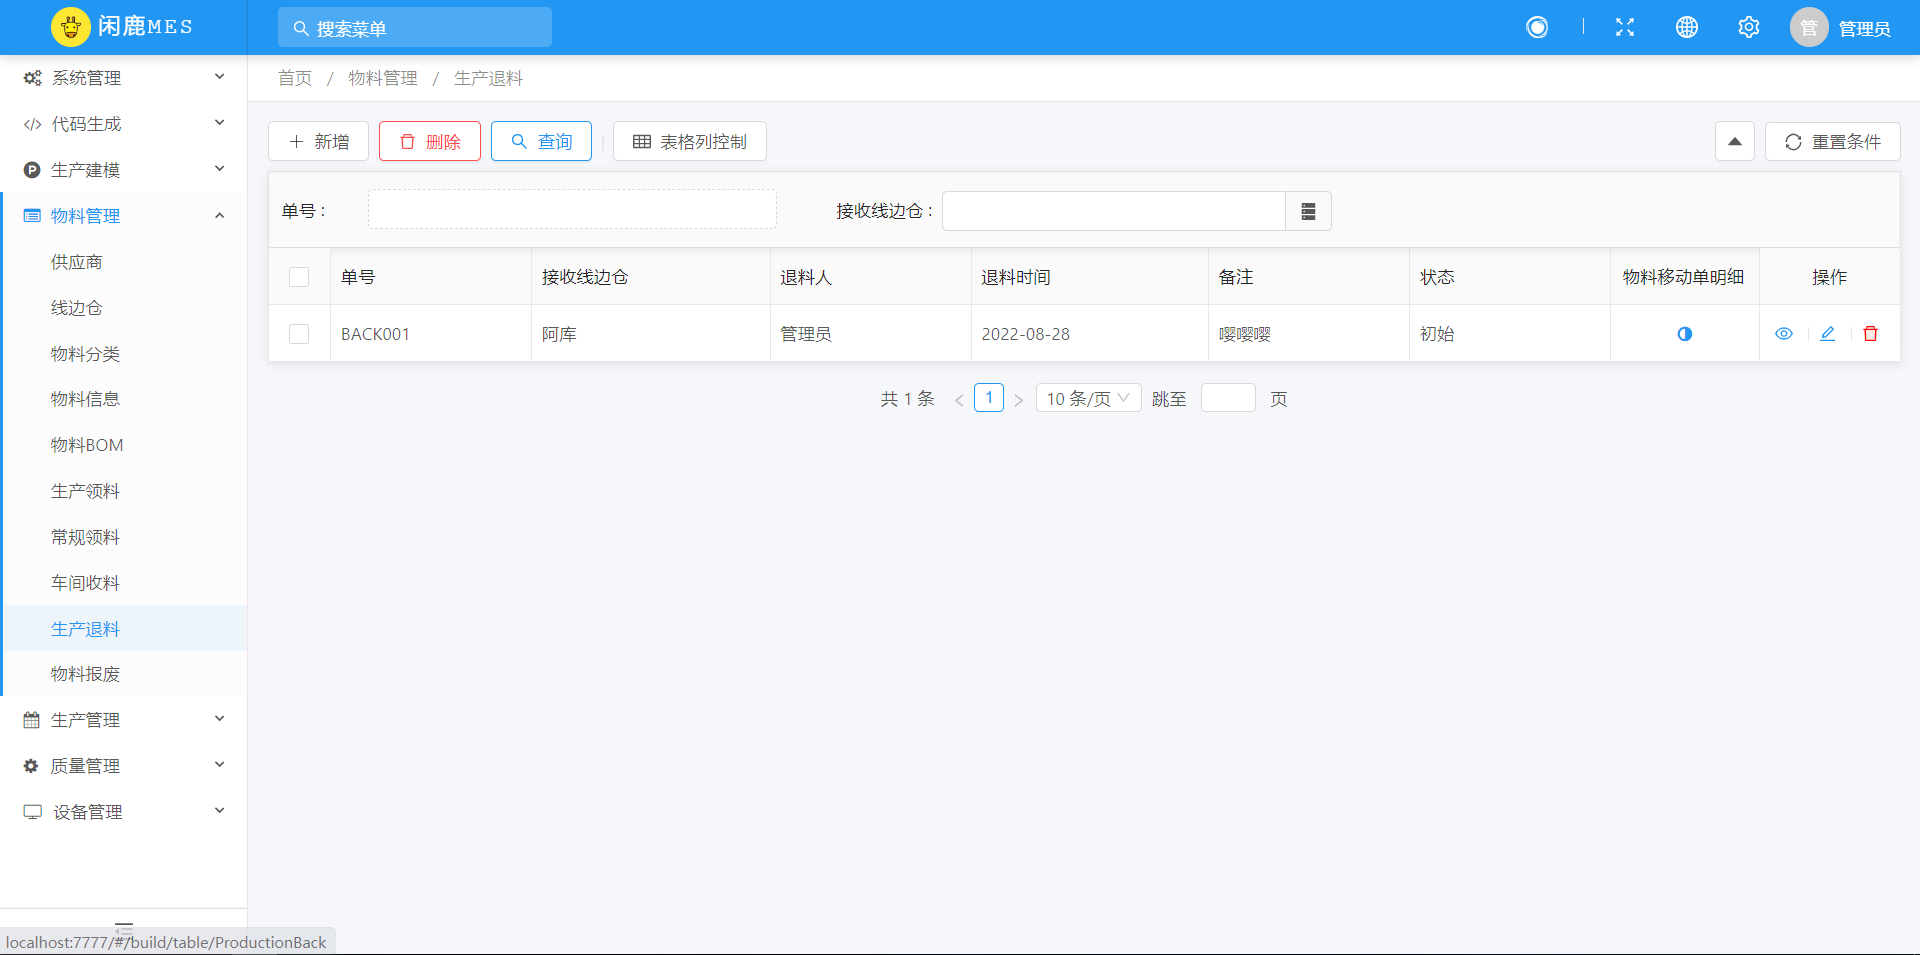 闲鹿MES
搜索菜单
管 管理员
系统管理
代码生成
生产建模
物料管理
供应商
线边仓
物料分类
物料信息
物料BOM
生产领料
常规领料
车间收料
生产退料
物料报废
生产管理
质量管理
设备管理
首页 / 物料管理 / 生产退料
新增 删除 查询 表格列控制 重置条件
单号： 接收线边仓：
单号 接收线边仓 退料人 退料时间 备注 状态 物料移动单明细 操作
BACK001 阿库 管理员 2022-08-28 嘤嘤嘤 初始
共 1 条 < 1 > 10 条/页 跳至 页
localhost:7777/#/build/table/ProductionBack